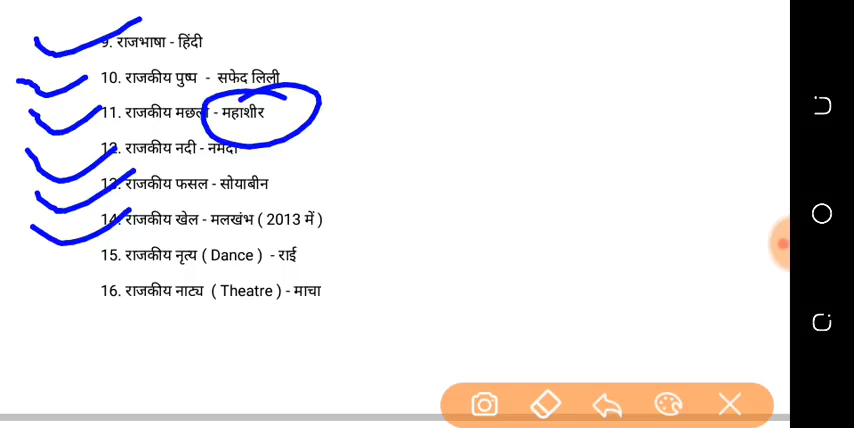 9. राजभाषा - हिंदी
10. राजकीय पुष्प - सफेद लिली
11. राजकीय मछली - महाशीर
12. राजकीय नदी - नर्मदा
13. राजकीय फसल - सोयाबीन
14. राजकीय खेल - मलखंभ ( 2013 में )
15. राजकीय नृत्य ( Dance ) - राई
16. राजकीय नाट्य ( Theatre ) - माचा